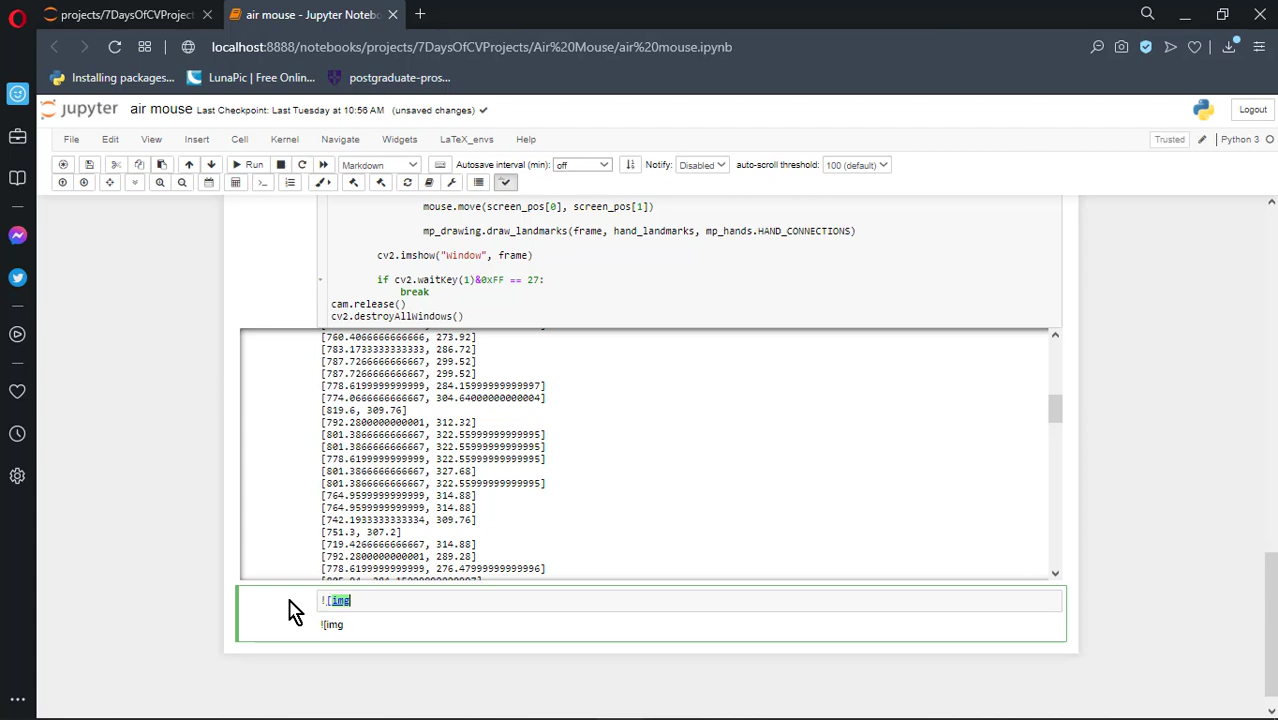 projects/7DaysOfCVProject
air mouse - Jupyter Notebo
localhost:8888/notebooks/projects/7DaysOfCVProjects/Air%20Mouse/air%20mouse.ipynb
Installing packages...
LunaPic | Free Onlin...
postgraduate-pros...
jupyter
air mouse
Last Checkpoint: Last Tuesday at 10:56 AM
(unsaved changes)
Logout
File
Edit
View
Insert
Cell
Kernel
Navigate
Widgets
LaTeX_envs
Help
Trusted
Python 3
Run
Markdown
Autosave interval (min):
off
Notify:
Disabled
auto-scroll threshold:
100 (default)
mouse.move(screen_pos[0], screen_pos[1])
mp_drawing.draw_landmarks(frame, hand_landmarks, mp_hands.HAND_CONNECTIONS)
cv2.imshow("Window", frame)
if cv2.waitKey(1)&0xFF == 27:
break
cam.release()
cv2.destroyAllWindows()
[760.4066666666666, 273.92]
[783.1733333333333, 286.72]
[787.7266666666667, 299.52]
[787.7266666666667, 299.52]
[778.6199999999999, 284.15999999999997]
[774.0666666666667, 304.64000000000004]
[819.6, 309.76]
[792.2800000000001, 312.32]
[801.3866666666667, 322.55999999999995]
[801.3866666666667, 322.55999999999995]
[778.6199999999999, 322.55999999999995]
[801.3866666666667, 327.68]
[801.3866666666667, 322.55999999999995]
[764.9599999999999, 314.88]
[764.9599999999999, 314.88]
[742.1933333333334, 309.76]
[751.3, 307.2]
[719.4266666666667, 314.88]
[792.2800000000001, 289.28]
[778.6199999999999, 276.47999999999996]
![img
![img